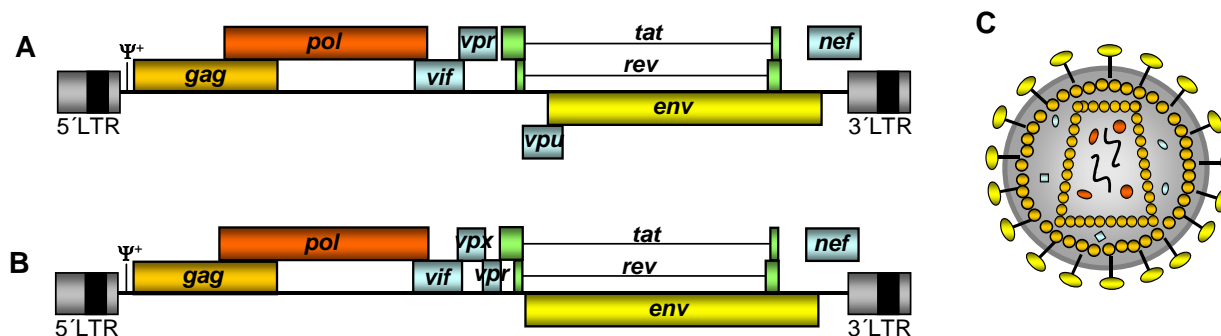 A
Ψ+
gag
pol
vif
vpr
vpu
tat
rev
env
nef
5´LTR
3´LTR
B
Ψ+
gag
pol
vif
vpx
vpr
tat
rev
env
nef
5´LTR
3´LTR
C